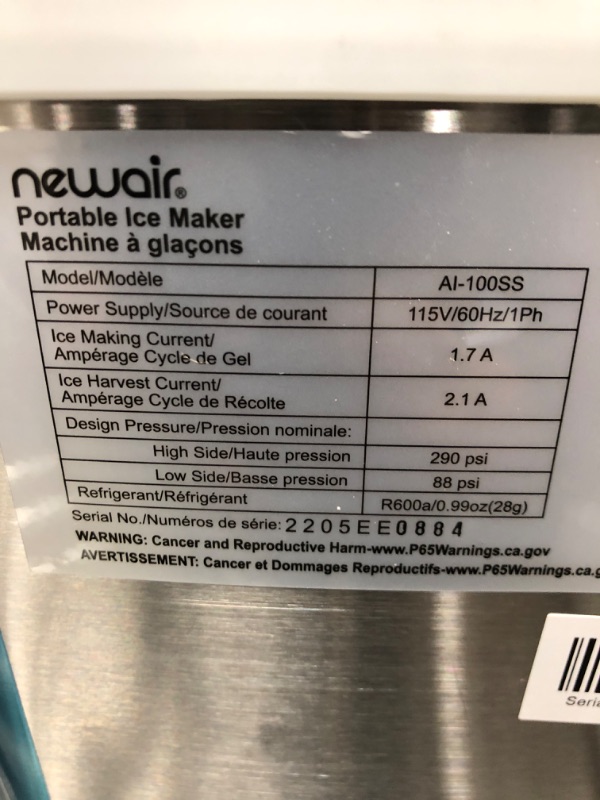 newair®
Portable Ice Maker
Machine à glaçons
Model/Modèle AI-100SS
Power Supply/Source de courant 115V/60Hz/1Ph
Ice Making Current/
Ampérage Cycle de Gel 1.7 A
Ice Harvest Current/
Ampérage Cycle de Récolte 2.1 A
Design Pressure/Pression nominale:
High Side/Haute pression 290 psi
Low Side/Basse pression 88 psi
Refrigerant/Réfrigérant R600a/0.99oz(28g)
Serial No./Numéros de série: 2205EE0884
WARNING: Cancer and Reproductive Harm-www.P65Warnings.ca.gov
AVERTISSEMENT: Cancer et Dommages Reproductifs-www.P65Warnings.ca.g
Seria